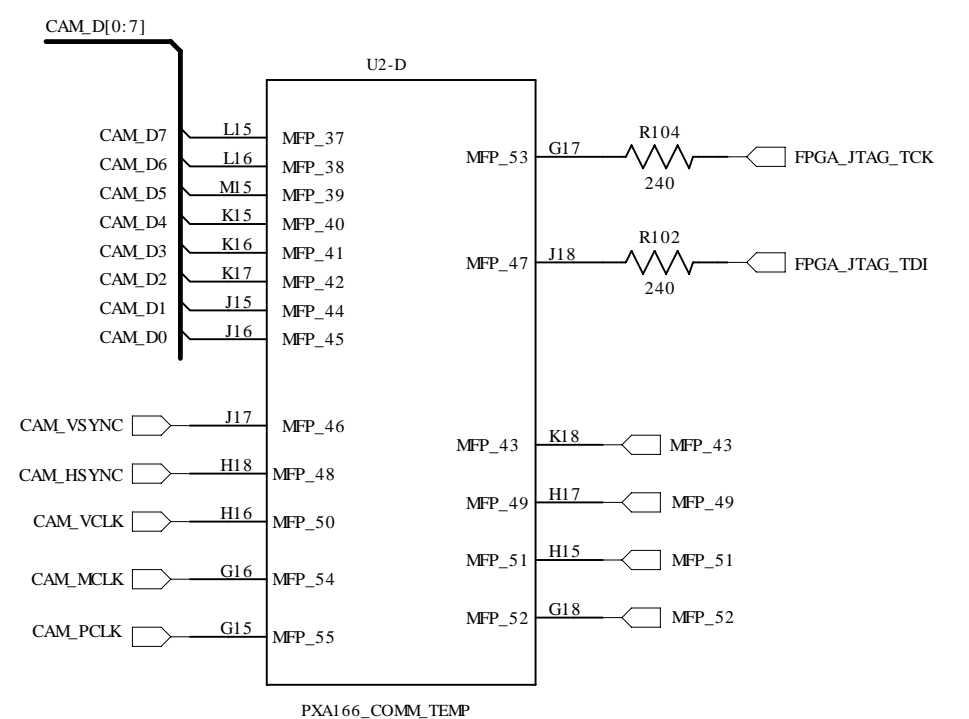 CAM_D[0:7]
U2-D
CAM_D7 L15 MFP_37
CAM_D6 L16 MFP_38
CAM_D5 M15 MFP_39
CAM_D4 K15 MFP_40
CAM_D3 K16 MFP_41
CAM_D2 K17 MFP_42
CAM_D1 J15 MFP_44
CAM_D0 J16 MFP_45
CAM_VSYNC J17 MFP_46
CAM_HSYNC H18 MFP_48
CAM_VCLK H16 MFP_50
CAM_MCLK G16 MFP_54
CAM_PCLK G15 MFP_55
R104
MFP_53 G17 FPGA_JTAG_TCK
240
R102
MFP_47 J18 FPGA_JTAG_TDI
240
MFP_43 K18 MFP_43
MFP_49 H17 MFP_49
MFP_51 H15 MFP_51
MFP_52 G18 MFP_52
PXA166_COMM_TEMP